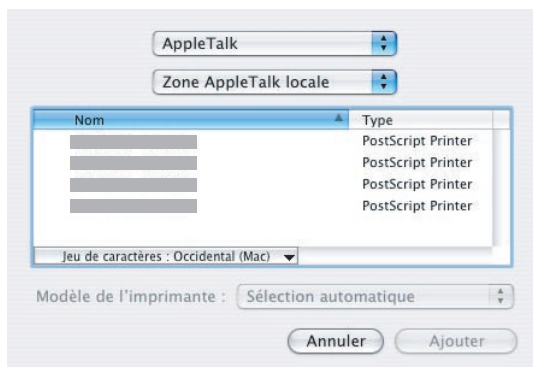 AppleTalk
Zone AppleTalk locale
Nom Type
PostScript Printer
PostScript Printer
PostScript Printer
PostScript Printer
Jeu de caractères : Occidental (Mac)
Modèle de l'imprimante : Sélection automatique
Annuler Ajouter